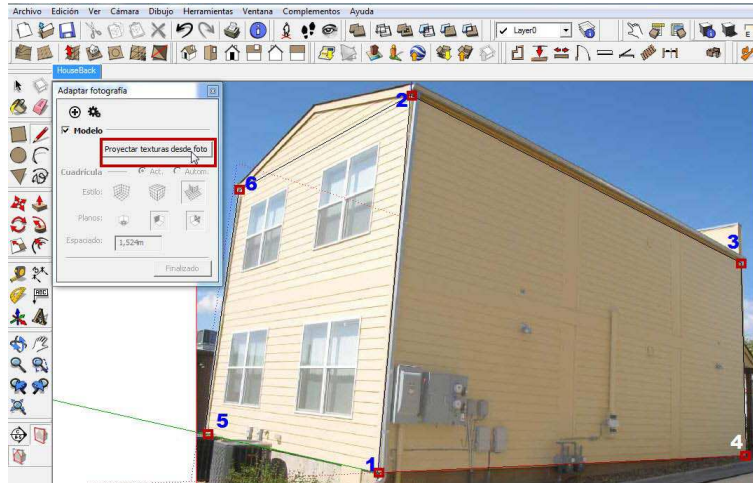 Archivo Edición Ver Cámara Dibujo Herramientas Ventana Complementos Ayuda
Layer0
E
HouseBack
Adaptar fotografía
Modelo
Proyectar texturas desde foto
Cuadrícula Act. Autom.
Estilo:
Planos:
Espaciado: 1,524m
Finalizado
ABC
2
6
3
5
1
4